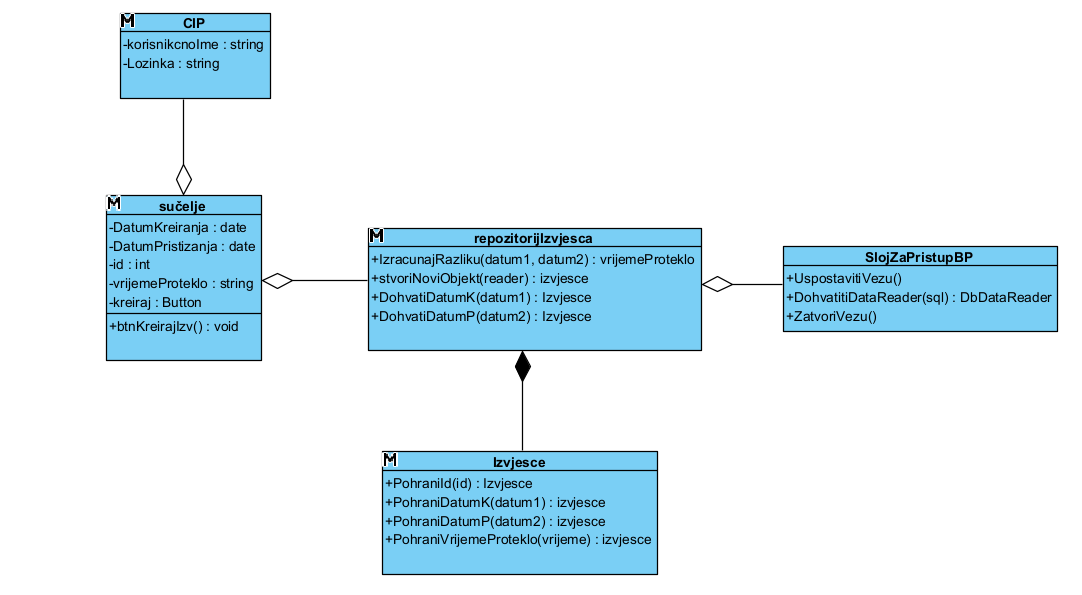 CIP
-korisnikcnoIme : string
-Lozinka : string
sučelje
-DatumKreiranja : date
-DatumPristizanja : date
-id : int
-vrijemeProteklo : string
-kreiraj : Button
+btnKreirajIzv() : void
repozitorijIzvjesca
+IzracunajRazliku(datum1, datum2) : vrijemeProteklo
+stvoriNoviObjekt(reader) : izvjesce
+DohvatiDatumK(datum1) : Izvjesce
+DohvatiDatumP(datum2) : Izvjesce
SlojZaPristupBP
+UspostavitiVezu()
+DohvatitiDataReader(sql) : DbDataReader
+ZatvoriVezu()
Izvjesce
+PohraniId(id) : Izvjesce
+PohraniDatumK(datum1) : izvjesce
+PohraniDatumP(datum2) : izvjesce
+PohraniVrijemeProteklo(vrijeme) : izvjesce